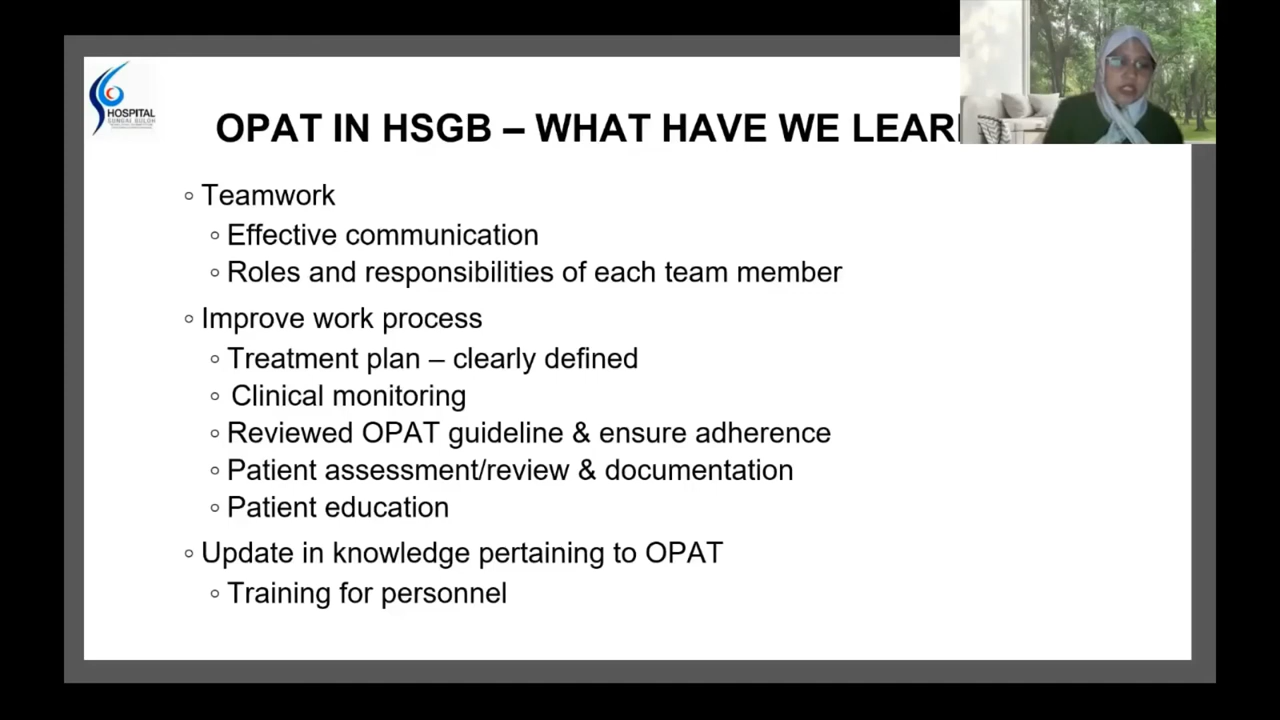 HOSPITAL
SUNGAI BULOH
OPAT IN HSGB – WHAT HAVE WE LEAR
◦ Teamwork
◦ Effective communication
◦ Roles and responsibilities of each team member
◦ Improve work process
◦ Treatment plan – clearly defined
◦ Clinical monitoring
◦ Reviewed OPAT guideline & ensure adherence
◦ Patient assessment/review & documentation
◦ Patient education
◦ Update in knowledge pertaining to OPAT
◦ Training for personnel